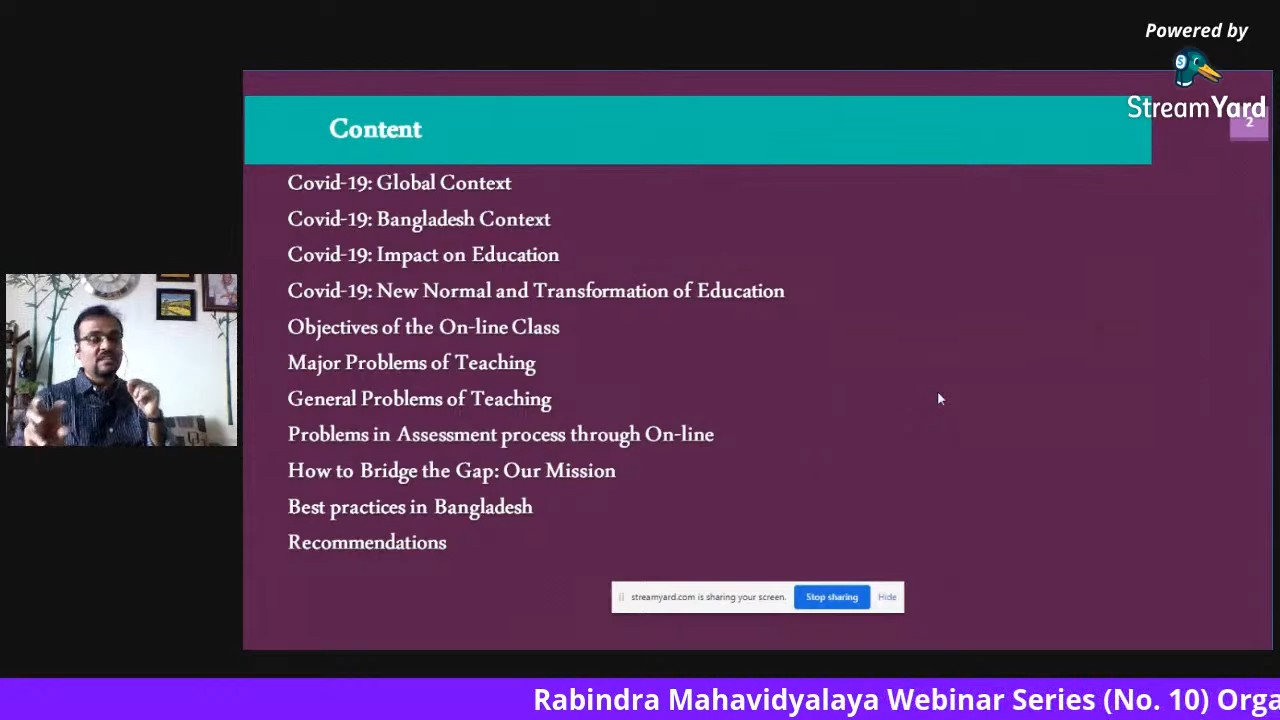 Powered by
StreamYard
2
Content
Covid-19: Global Context
Covid-19: Bangladesh Context
Covid-19: Impact on Education
Covid-19: New Normal and Transformation of Education
Objectives of the On-line Class
Major Problems of Teaching
General Problems of Teaching
Problems in Assessment process through On-line
How to Bridge the Gap: Our Mission
Best practices in Bangladesh
Recommendations
streamyard.com is sharing your screen. Stop sharing Hide
Rabindra Mahavidyalaya Webinar Series (No. 10) Orga